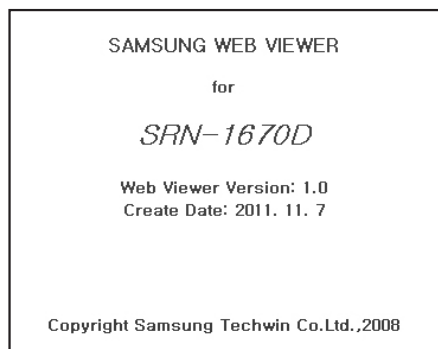 SAMSUNG WEB VIEWER
for
SRN-1670D
Web Viewer Version: 1.0
Create Date: 2011. 11. 7
Copyright Samsung Techwin Co.Ltd.,2008